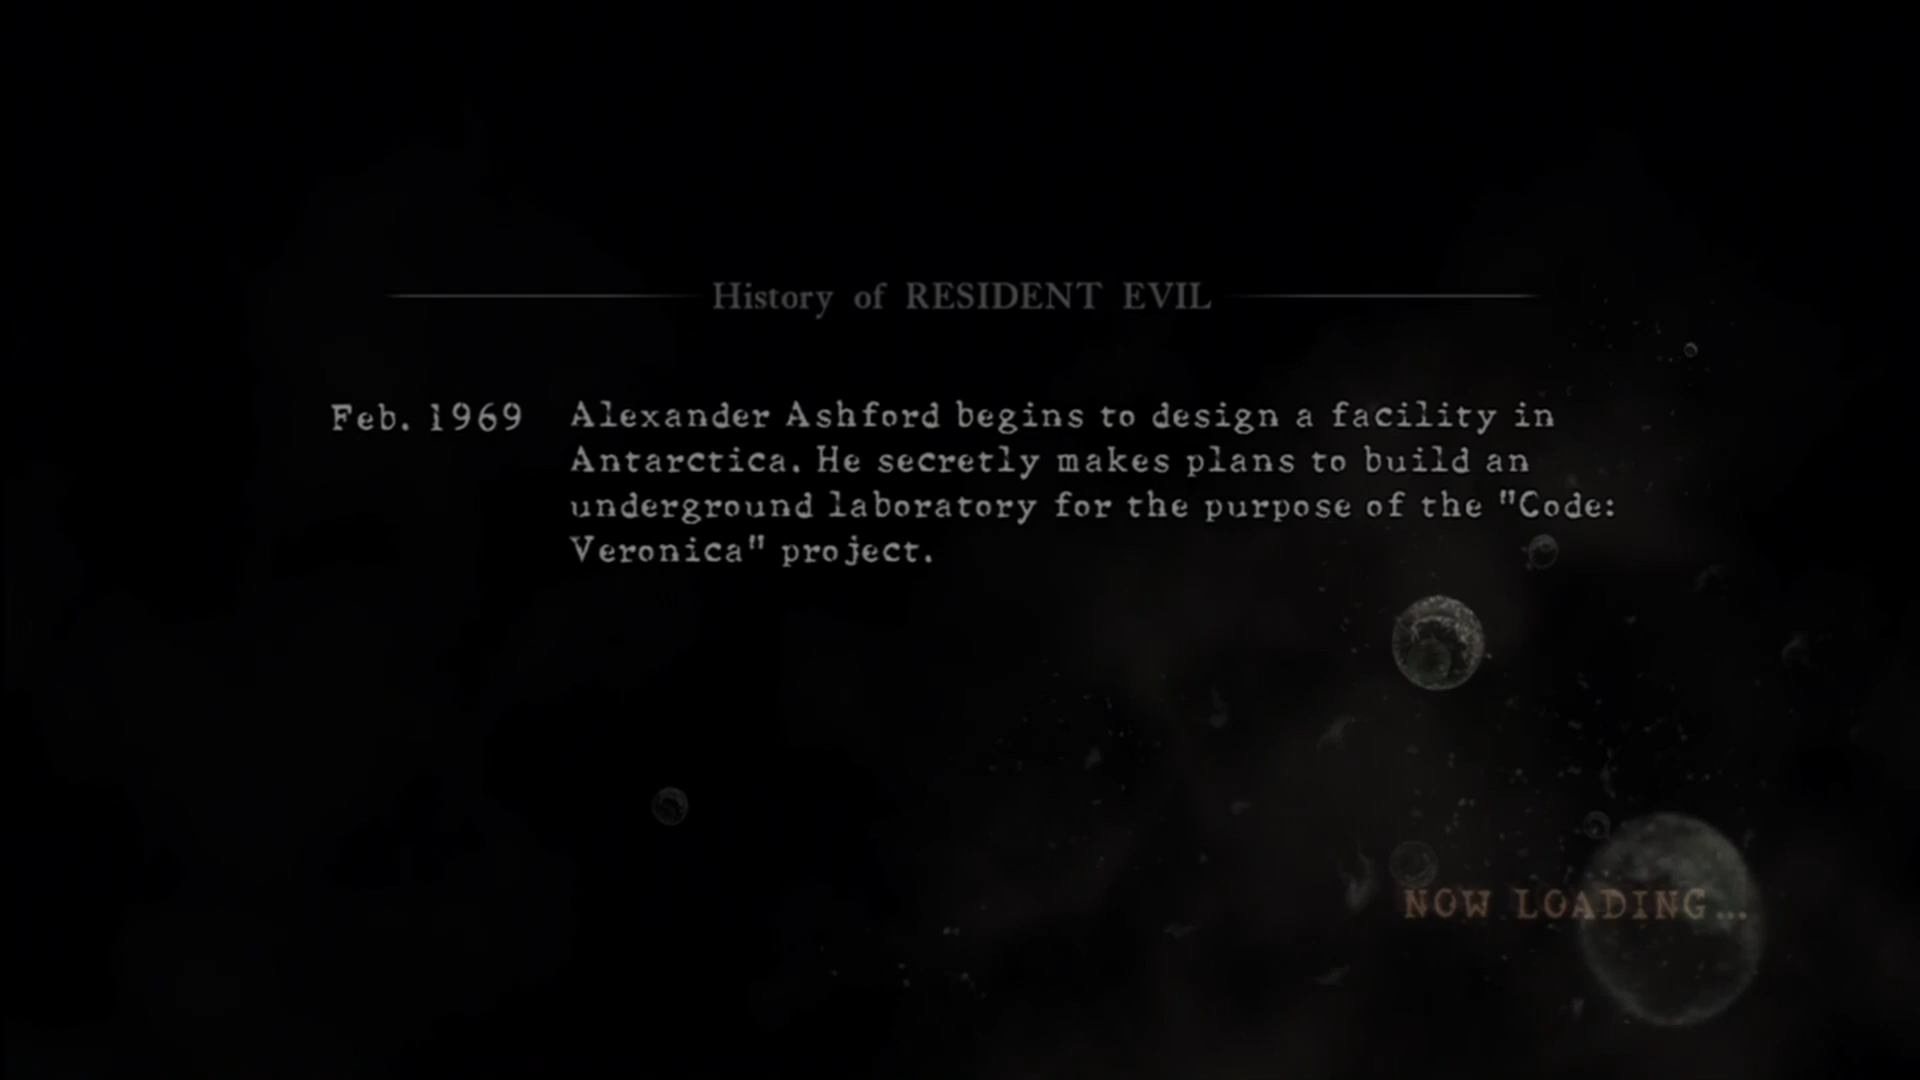 History of RESIDENT EVIL
Feb. 1969 Alexander Ashford begins to design a facility in
Antarctica. He secretly makes plans to build an
underground laboratory for the purpose of the "Code:
Veronica" project.
NOW LOADING...